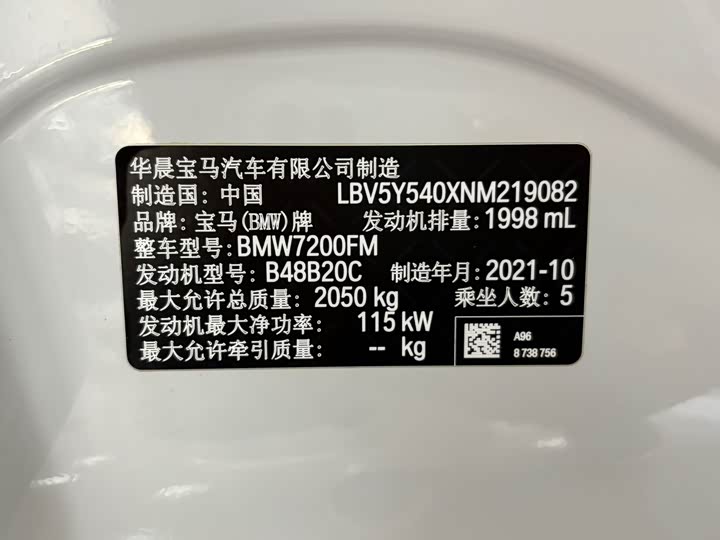 华晨宝马汽车有限公司制造
制造国：中国 LBV5Y540XNM219082
品牌：宝马(BMW)牌 发动机排量：1998 mL
整车型号：BMW7200FM
发动机型号：B48B20C 制造年月：2021-10
最大允许总质量：2050 kg 乘坐人数：5
发动机最大净功率：115 kW
最大允许牵引质量：-- kg
A96
8 738 756